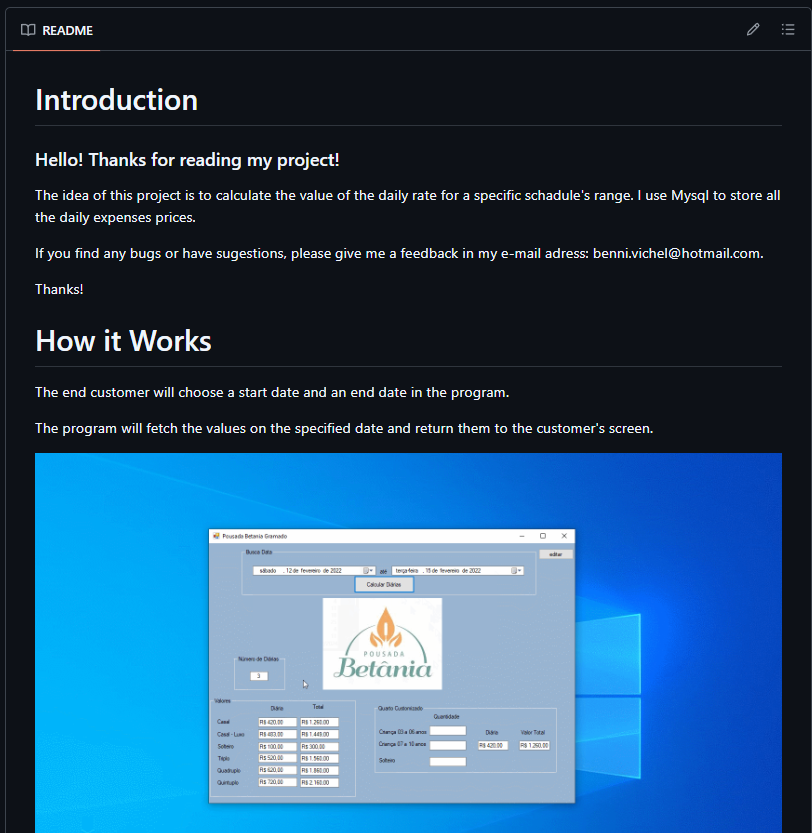 README
Introduction
Hello! Thanks for reading my project!
The idea of this project is to calculate the value of the daily rate for a specific schadule's range. I use Mysql to store all
the daily expenses prices.
If you find any bugs or have sugestions, please give me a feedback in my e-mail adress: benni.vichel@hotmail.com.
Thanks!
How it Works
The end customer will choose a start date and an end date in the program.
The program will fetch the values on the specified date and return them to the customer's screen.
Pousada Betania Gramado
Busca Data
editar
sábado , 12 de fevereiro de 2022 até terça-feira , 15 de fevereiro de 2022
Calcular Diárias
POUSADA
Betânia
Número de Diárias
3
Valores
Diária Total
Casal R$ 420,00 R$ 1.260,00
Casal - Luxo R$ 483,00 R$ 1.449,00
Solteiro R$ 100,00 R$ 300,00
Triplo R$ 520,00 R$ 1.560,00
Quadruplo R$ 620,00 R$ 1.860,00
Quintuplo R$ 720,00 R$ 2.160,00
Quarto Customizado
Quantidade
Diária Valor Total
Criança 03 a 06 anos
Criança 07 a 10 anos R$ 420,00 R$ 1.260,00
Solteiro